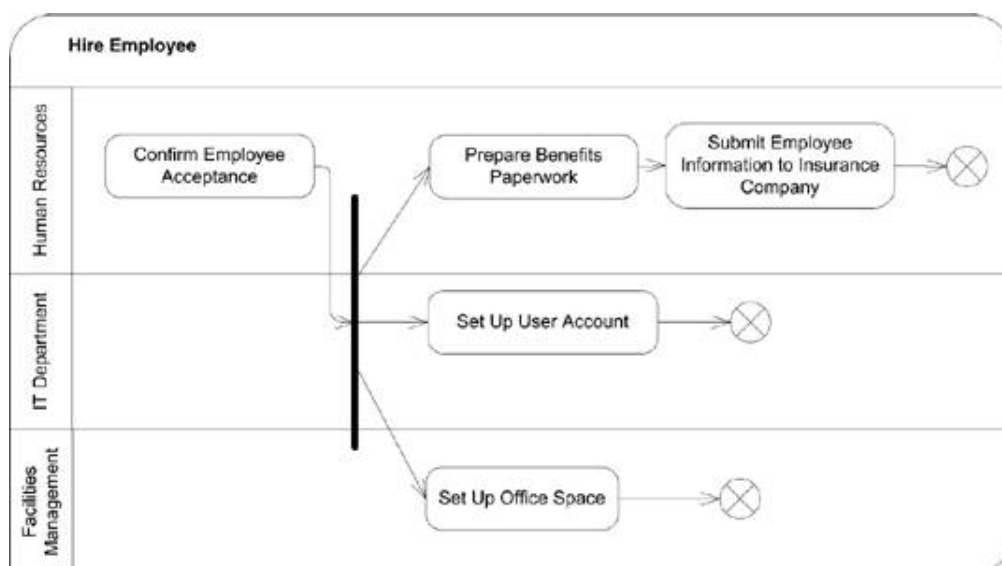 Hire Employee
Human Resources
Confirm Employee
Acceptance
Prepare Benefits
Paperwork
Submit Employee
Information to Insurance
Company
IT Department
Set Up User Account
Facilities
Management
Set Up Office Space